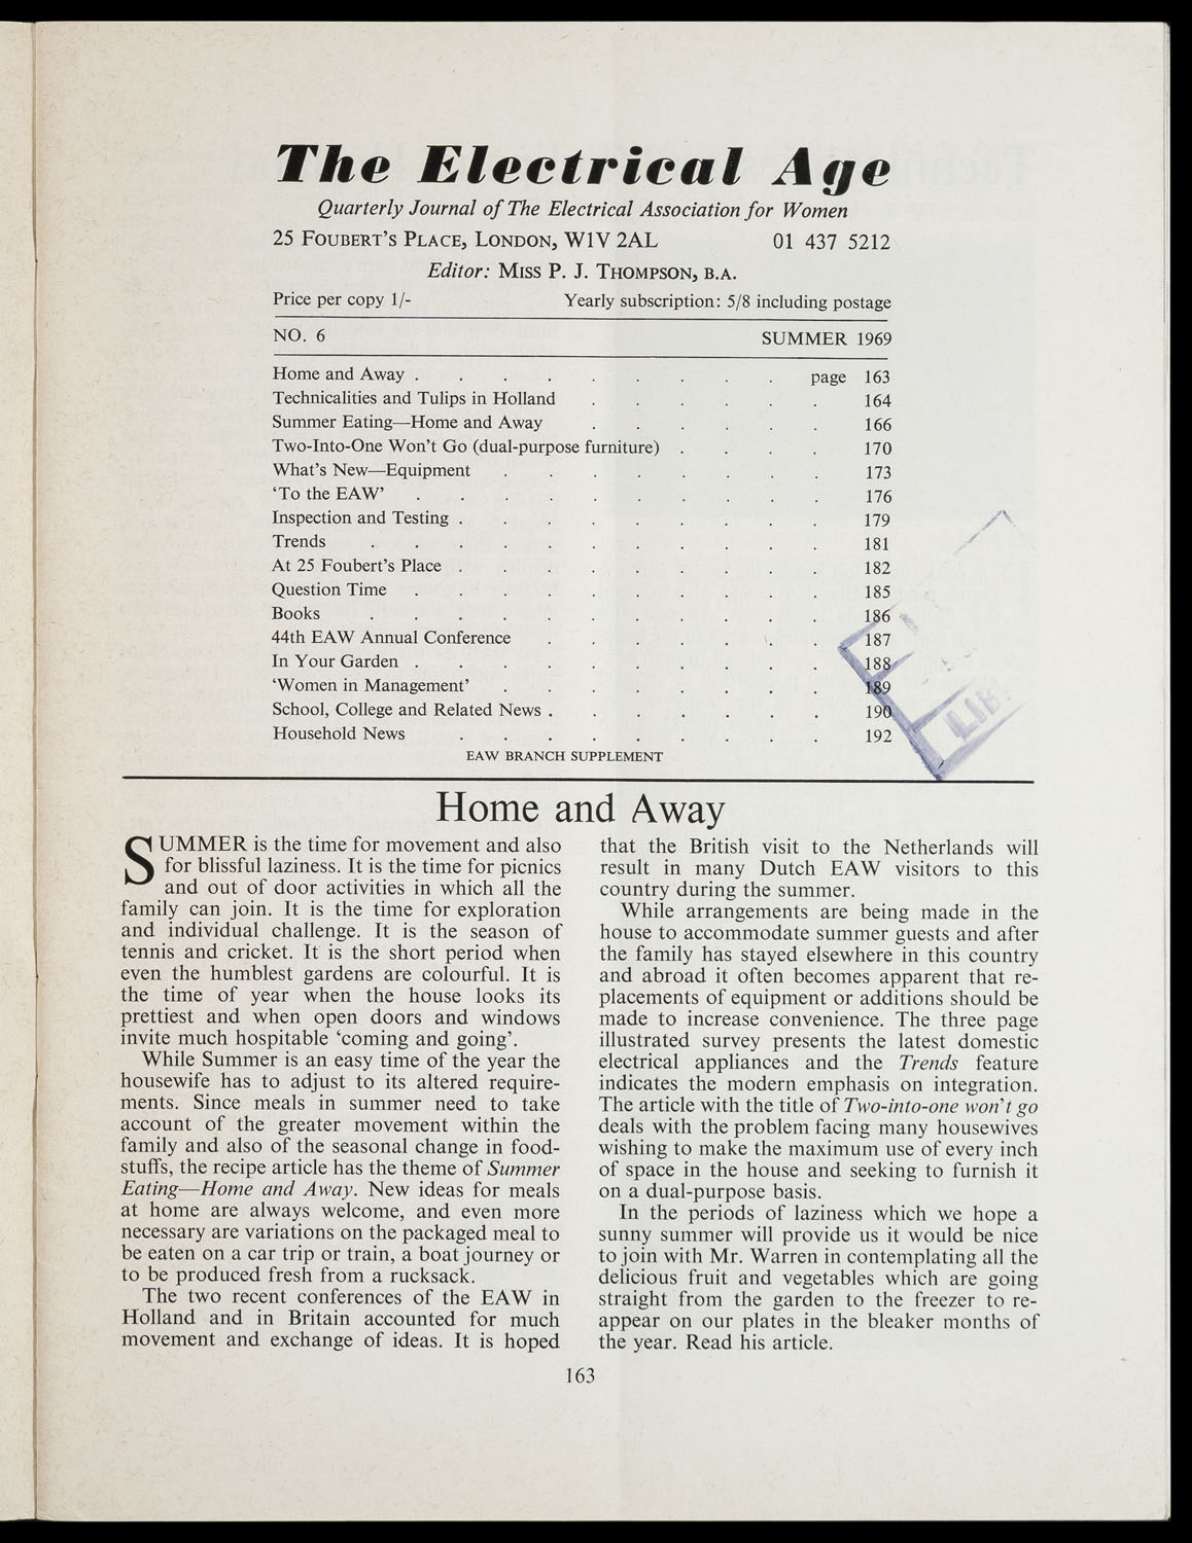 The Electrical Age
Quarterly Journal of The Electrical Association for Women
25 FOUBERT'S PLACE, LONDON, W1V 2AL 01 437 5212
Editor: MISS P. J. THOMPSON, B.A.
Price per copy 1/- Yearly subscription: 5/8 including postage
NO. 6 SUMMER 1969
Home and Away . . . . . . . . . page 163
Technicalities and Tulips in Holland . . . . . . 164
Summer Eating—Home and Away . . . . . . 166
Two-Into-One Won't Go (dual-purpose furniture) . . . . 170
What's New—Equipment . . . . . . . . 173
‘To the EAW’ . . . . . . . . . . 176
Inspection and Testing . . . . . . . . . 179
Trends . . . . . . . . . . . 181
At 25 Foubert's Place . . . . . . . . . 182
Question Time . . . . . . . . . . 185
Books . . . . . . . . . . . 186
44th EAW Annual Conference . . . . . . . 187
In Your Garden . . . . . . . . . . 188
‘Women in Management’ . . . . . . . . 189
School, College and Related News . . . . . . . 190
Household News . . . . . . . . . 192
EAW BRANCH SUPPLEMENT
Home and Away
SUMMER is the time for movement and also
for blissful laziness. It is the time for picnics
and out of door activities in which all the
family can join. It is the time for exploration
and individual challenge. It is the season of
tennis and cricket. It is the short period when
even the humblest gardens are colourful. It is
the time of year when the house looks its
prettiest and when open doors and windows
invite much hospitable ‘coming and going’.
While Summer is an easy time of the year the
housewife has to adjust to its altered require-
ments. Since meals in summer need to take
account of the greater movement within the
family and also of the seasonal change in food-
stuffs, the recipe article has the theme of Summer
Eating—Home and Away. New ideas for meals
at home are always welcome, and even more
necessary are variations on the packaged meal to
be eaten on a car trip or train, a boat journey or
to be produced fresh from a rucksack.
The two recent conferences of the EAW in
Holland and in Britain accounted for much
movement and exchange of ideas. It is hoped
that the British visit to the Netherlands will
result in many Dutch EAW visitors to this
country during the summer.
While arrangements are being made in the
house to accommodate summer guests and after
the family has stayed elsewhere in this country
and abroad it often becomes apparent that re-
placements of equipment or additions should be
made to increase convenience. The three page
illustrated survey presents the latest domestic
electrical appliances and the Trends feature
indicates the modern emphasis on integration.
The article with the title of Two-into-one won't go
deals with the problem facing many housewives
wishing to make the maximum use of every inch
of space in the house and seeking to furnish it
on a dual-purpose basis.
In the periods of laziness which we hope a
sunny summer will provide us it would be nice
to join with Mr. Warren in contemplating all the
delicious fruit and vegetables which are going
straight from the garden to the freezer to re-
appear on our plates in the bleaker months of
the year. Read his article.
163